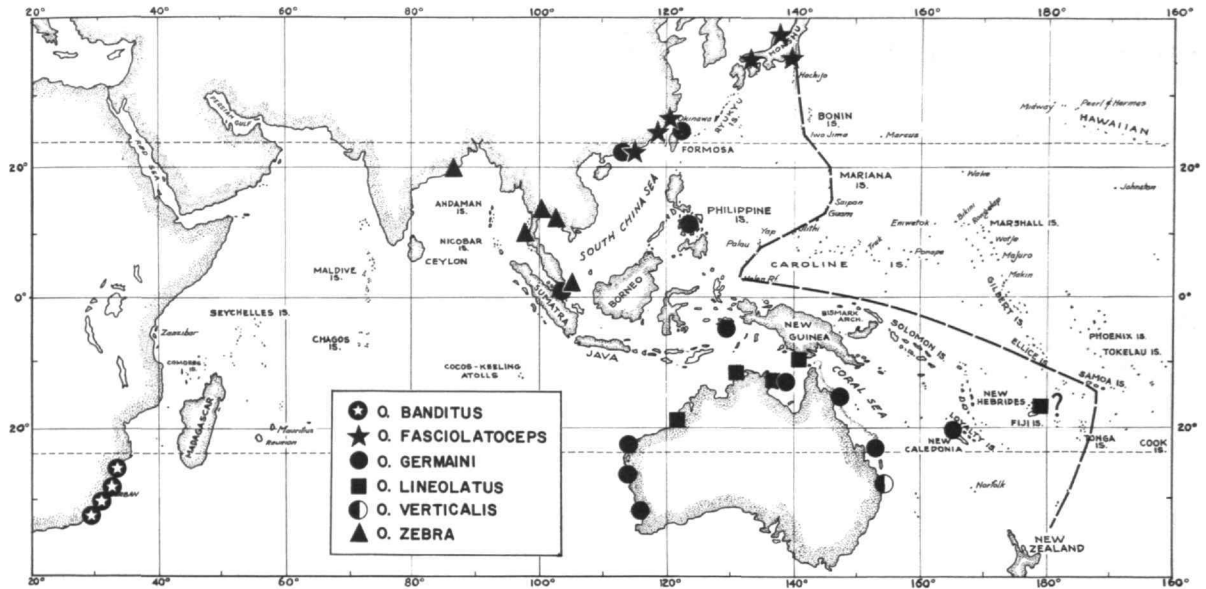 20° 40° 60° 80° 100° 120° 140° 160° 180° 160°
HONSHU
Hachijo
PERSIAN GULF
RED SEA
Okinawa
RYUKYU IS.
BONIN IS.
Iwo Jima
Marcus
Midway
Pearl & Hermes
HAWAIIAN
FORMOSA
20°
20°
MARIANA IS.
Wake
Johnston
ANDAMAN IS.
SOUTH CHINA SEA
PHILIPPINE IS.
Saipan
Guam
Ulithi
Yap
Palau
Eniwetok
Bikini
Rongelap
MARSHALL IS.
Wotje
Majuro
Makin
NICOBAR IS.
CEYLON
Truk
Ponape
CAROLINE IS.
MALDIVE IS.
Helen Rf.
GILBERT IS.
0°
0°
SUMATRA
BORNEO
BISMARK ARCH.
NEW GUINEA
SOLOMON IS.
SEYCHELLES IS.
Zanzibar
CHAGOS IS.
JAVA
ELLICE IS.
PHOENIX IS.
TOKELAU IS.
COMORES IS.
COCOS-KEELING ATOLLS
CORAL SEA
SAMOA IS.
MADAGASCAR
NEW HEBRIDES
?
FIJI IS.
Mauritius
Reunion
20°
20°
LOYALTY IS.
NEW CALEDONIA
TONGA IS.
COOK IS.
DURBAN
Norfolk
NEW ZEALAND
O. BANDITUS
O. FASCIOLATOCEPS
O. GERMAINI
O. LINEOLATUS
O. VERTICALIS
O. ZEBRA
20° 40° 60° 80° 100° 120° 140° 160° 180° 160°